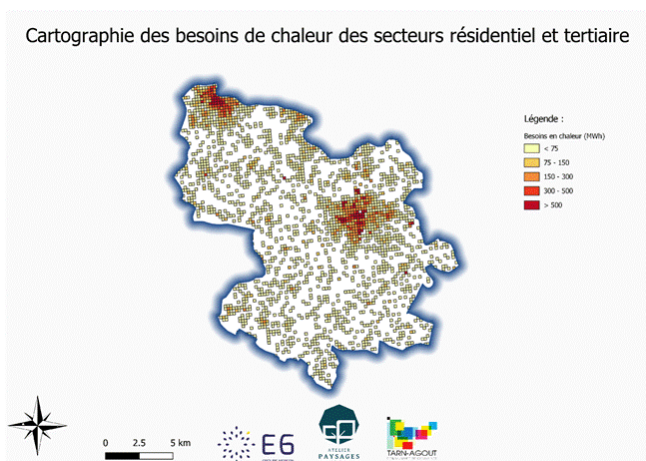 Cartographie des besoins de chaleur des secteurs résidentiel et tertiaire
Légende :
Besoins en chaleur (MWh)
< 75
75 - 150
150 - 300
300 - 500
> 500
0 2.5 5 km
E6
ATELIER
PAYSAGES
TARN-AGOUT